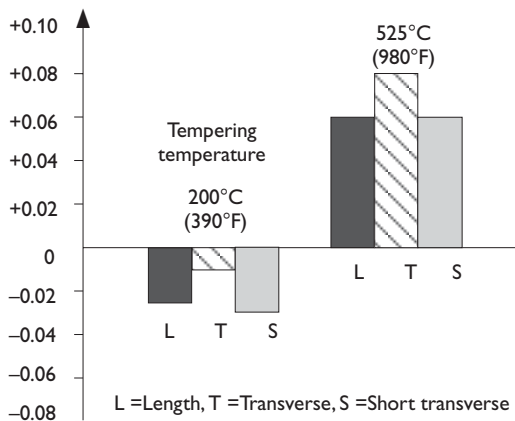 +0.10
+0.08
+0.06
+0.04
+0.02
0
–0.02
–0.04
–0.06
–0.08
525°C
(980°F)
Tempering
temperature
200°C
(390°F)
L T S
L T S
L =Length, T =Transverse, S =Short transverse